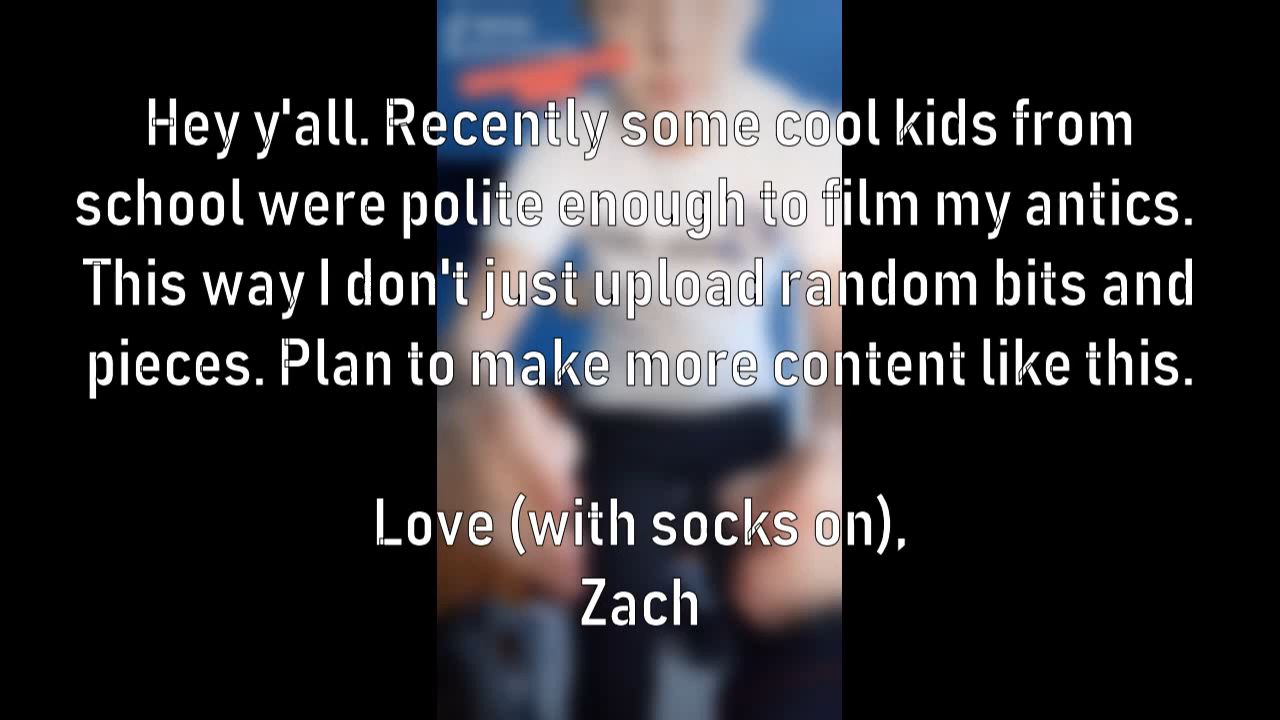 Hey y'all. Recently some cool kids from
school were polite enough to film my antics.
This way I don't just upload random bits and
pieces. Plan to make more content like this.
Love (with socks on),
Zach